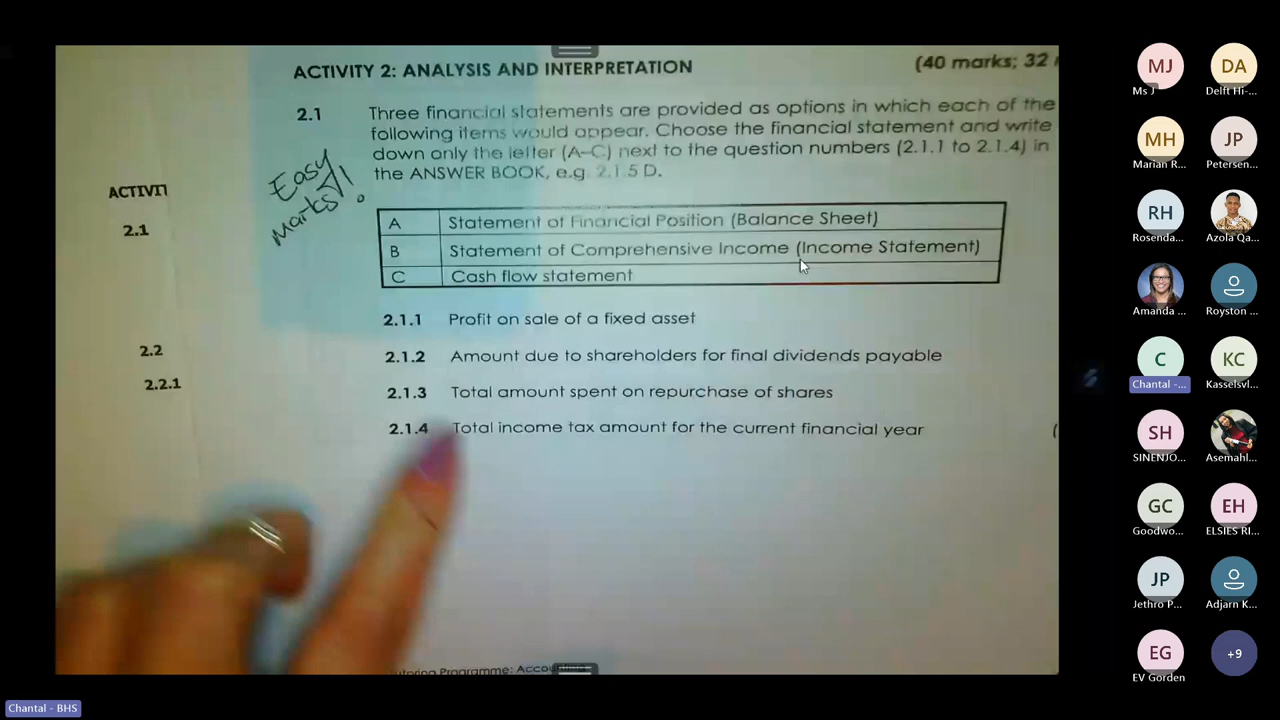 ACTIVITY 2: ANALYSIS AND INTERPRETATION
(40 marks; 32
2.1 Three financial statements are provided as options in which each of the
following items would appear. Choose the financial statement and write
down only the letter (A–C) next to the question numbers (2.1.1 to 2.1.4) in
the ANSWER BOOK, e.g. 2.1.5 D.
Easy
marks!!
ACTIVIT
2.1
A Statement of Financial Position (Balance Sheet)
B Statement of Comprehensive Income (Income Statement)
C Cash flow statement
2.1.1 Profit on sale of a fixed asset
2.1.2 Amount due to shareholders for final dividends payable
2.1.3 Total amount spent on repurchase of shares
2.1.4 Total income tax amount for the current financial year
(
2.2
2.2.1
Programme:
MJ
Ms J
DA
Delft Hi-...
MH
Marian R...
JP
Petersen...
RH
Rosenda...
Azola Qa...
Amanda ...
Royston ...
C
Chantal -...
KC
Kasselsvl...
SH
SINENJO...
Asemahl...
GC
Goodwo...
EH
ELSIES RI...
JP
Jethro P...
Adjarn K...
EG
EV Gorden
+9
Chantal - BHS